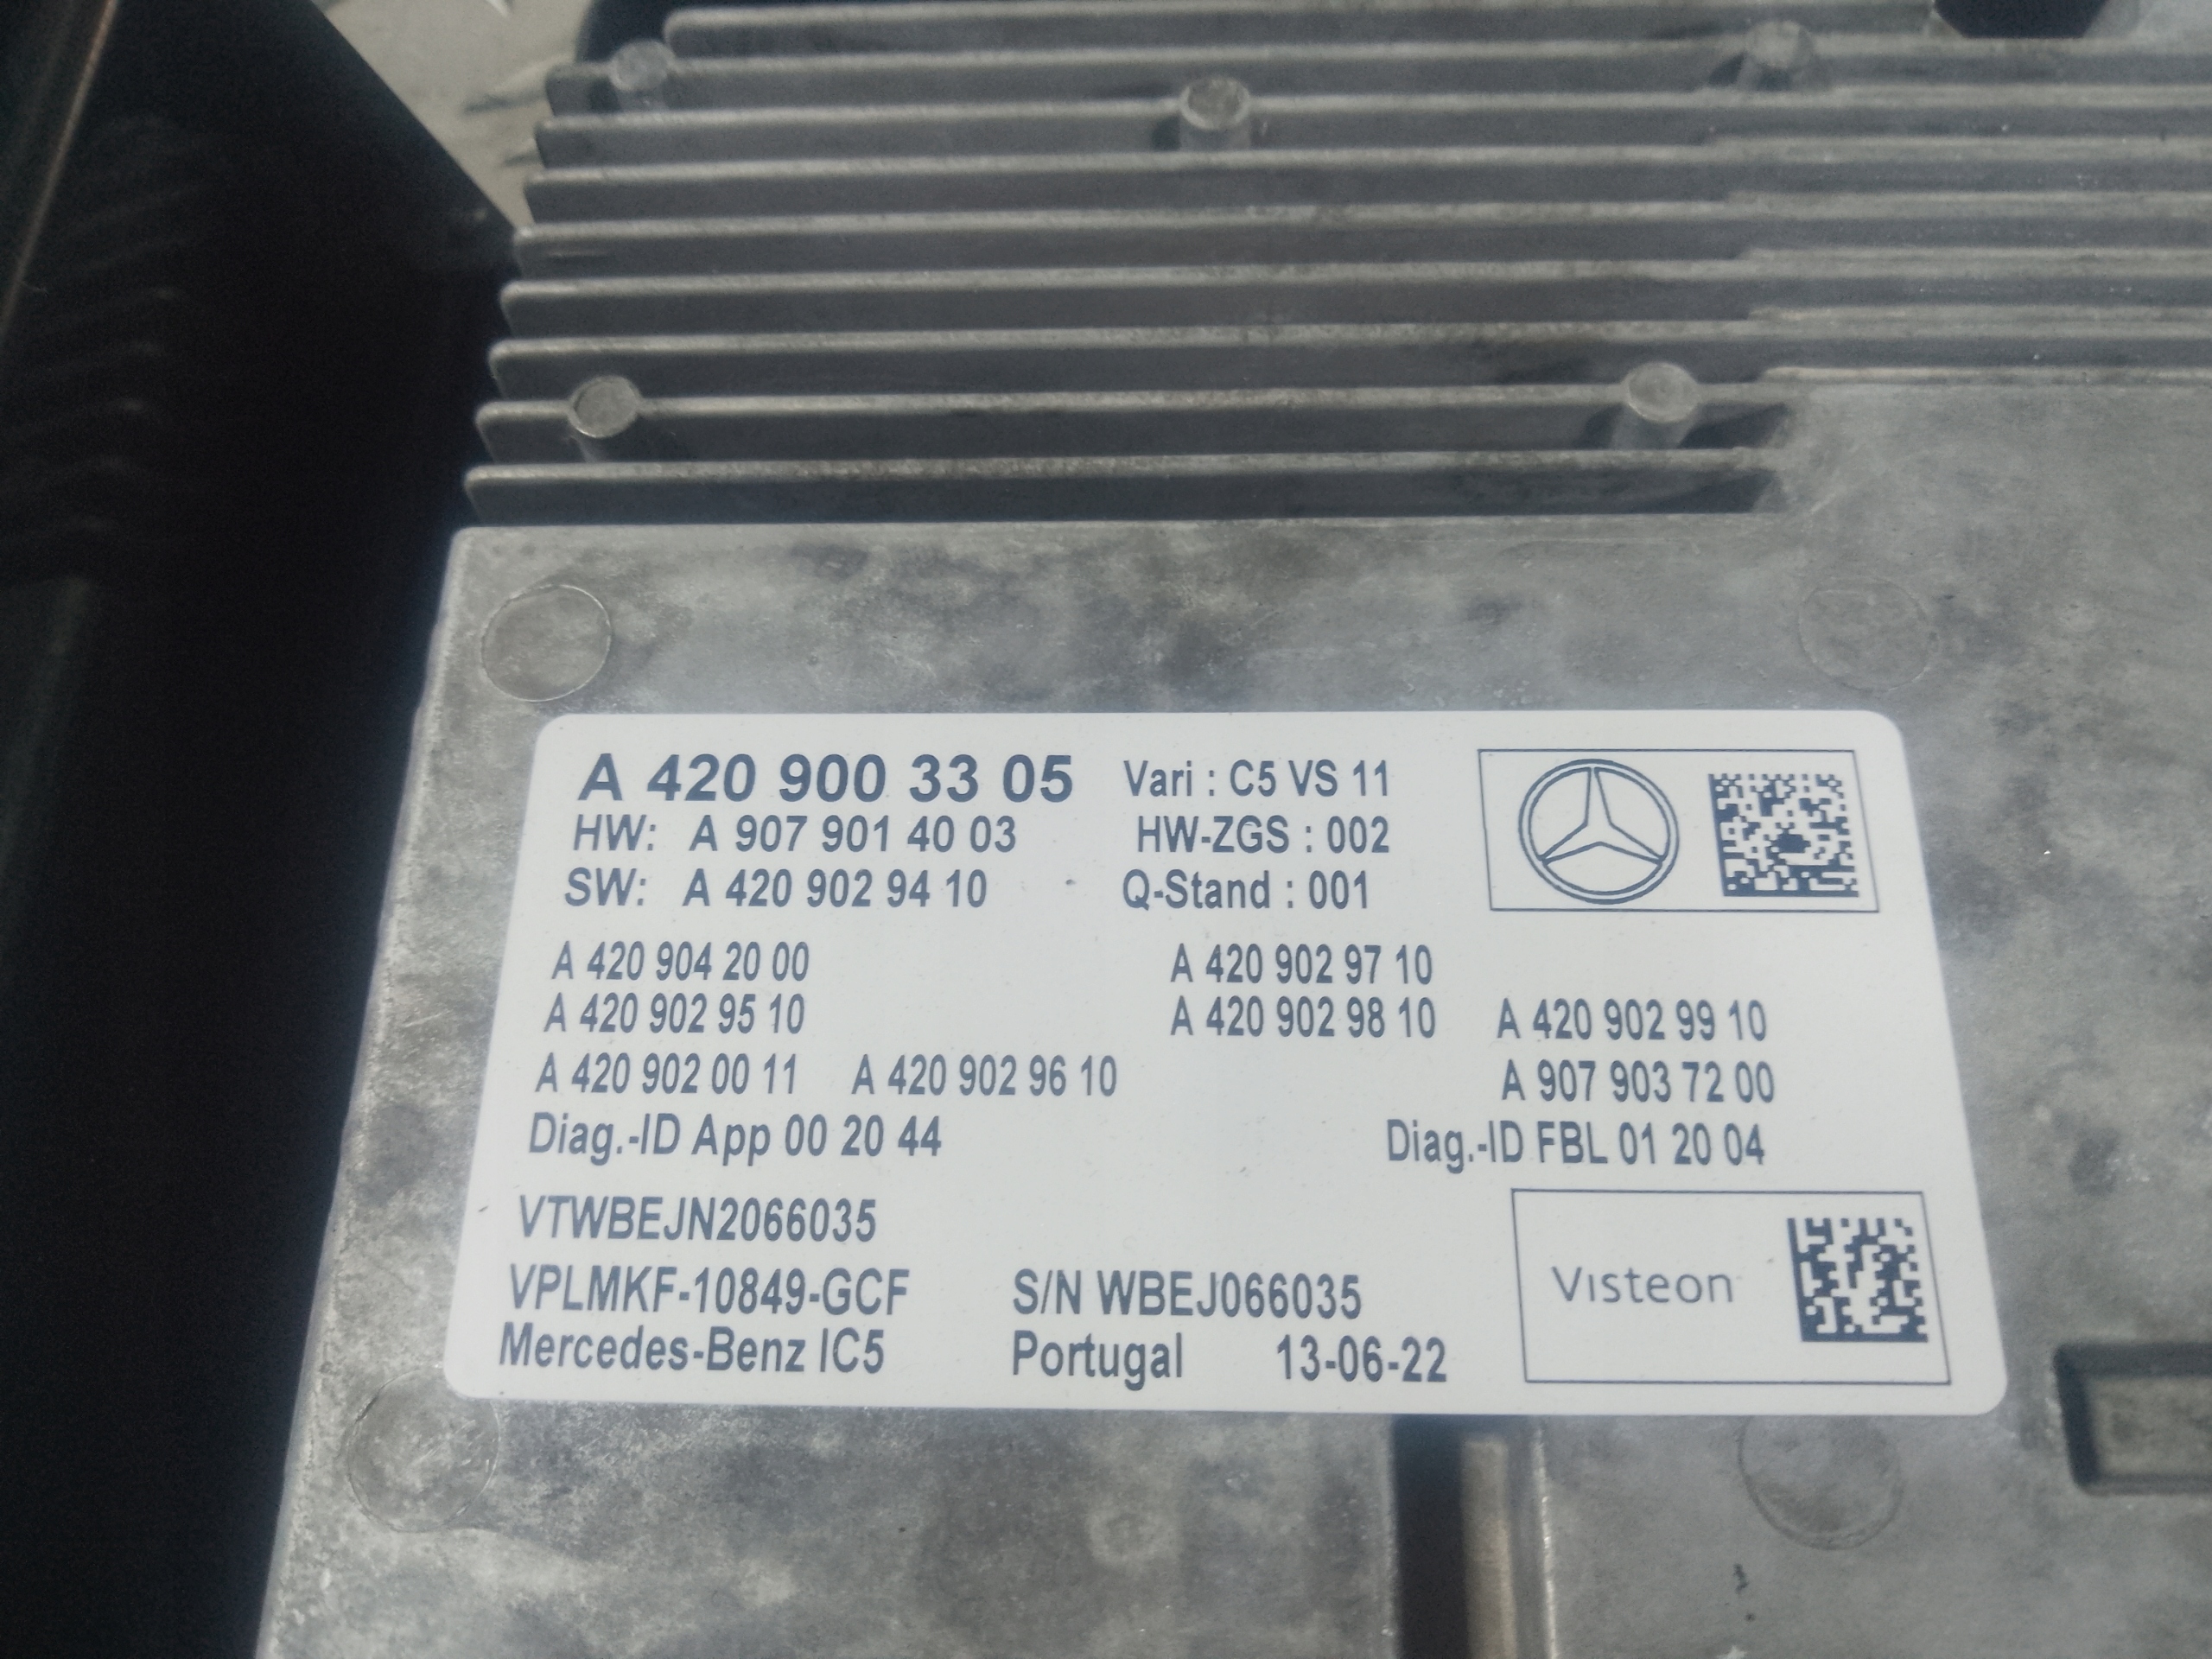 A 420 900 33 05 Vari : C5 VS 11
HW: A 907 901 40 03 HW-ZGS : 002
SW: A 420 902 94 10 Q-Stand : 001
A 420 904 20 00 A 420 902 97 10
A 420 902 95 10 A 420 902 98 10 A 420 902 99 10
A 420 902 00 11 A 420 902 96 10 A 907 903 72 00
Diag.-ID App 00 20 44 Diag.-ID FBL 01 20 04
VTWBEJN2066035
VPLMKF-10849-GCF S/N WBEJ066035
Mercedes-Benz IC5 Portugal 13-06-22
Visteon